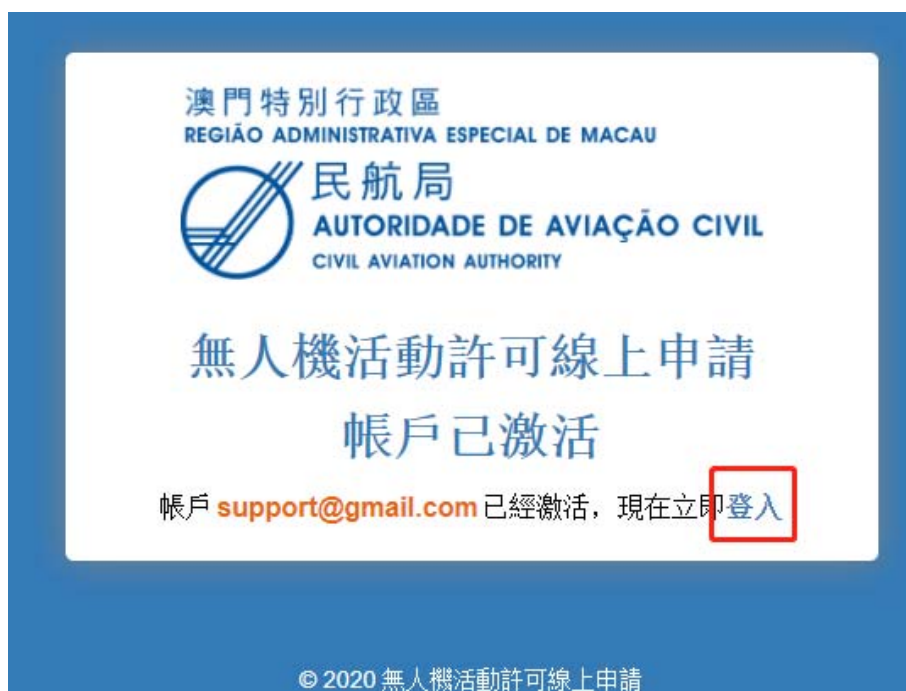 澳門特別行政區
REGIÃO ADMINISTRATIVA ESPECIAL DE MACAU
民航局
AUTORIDADE DE AVIAÇÃO CIVIL
CIVIL AVIATION AUTHORITY
無人機活動許可線上申請
帳戶已激活
帳戶 support@gmail.com 已經激活，現在立即登入
© 2020 無人機活動許可線上申請